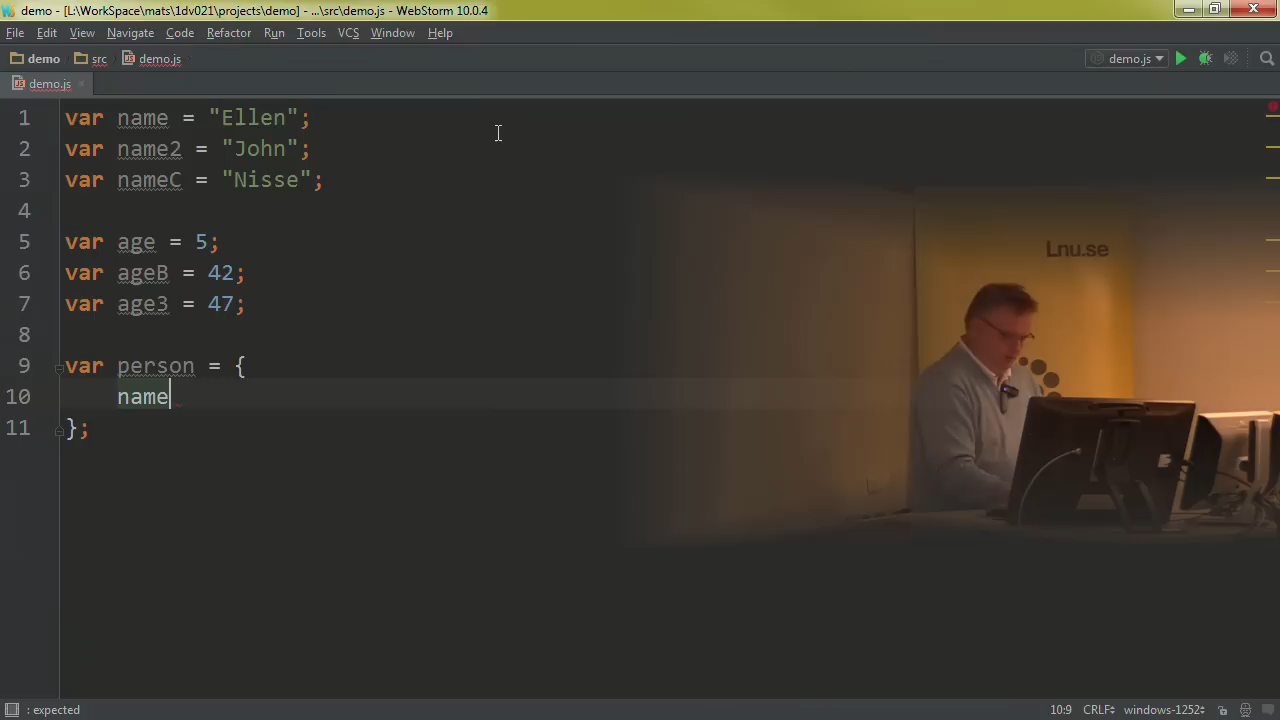 demo - [L:\WorkSpace\mats\1dv021\projects\demo] - ...\src\demo.js - WebStorm 10.0.4
File Edit View Navigate Code Refactor Run Tools VCS Window Help
demo src demo.js demo.js
demo.js
1 var name = "Ellen";
2 var name2 = "John";
3 var nameC = "Nisse";
4
5 var age = 5;
6 var ageB = 42;
7 var age3 = 47;
8
9 var person = {
10 name
11 };
Lnu.se
: expected 10:9 CRLF windows-1252